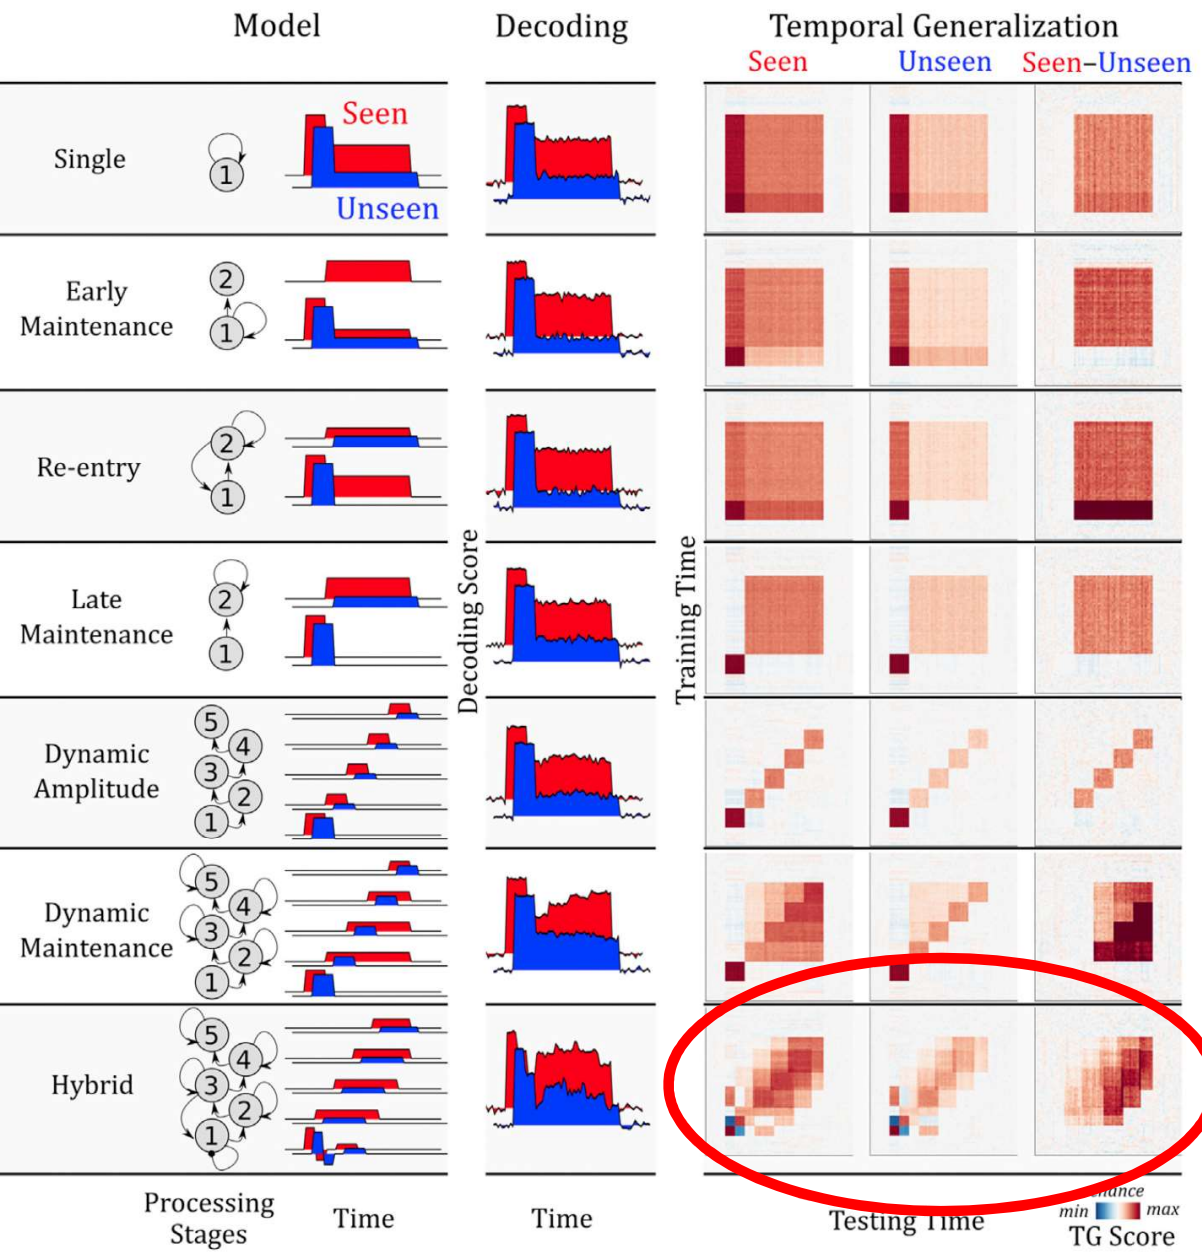 Model
Decoding
Temporal Generalization
Seen
Unseen
Seen–Unseen
Single
1
Seen
Unseen
Early
Maintenance
2
1
Re-entry
2
1
Late
Maintenance
2
1
Decoding Score
Training Time
Dynamic
Amplitude
5
4
3
2
1
Dynamic
Maintenance
5
4
3
2
1
Hybrid
5
4
3
2
1
Processing
Stages
Time
Time
Testing Time
min
max
TG Score